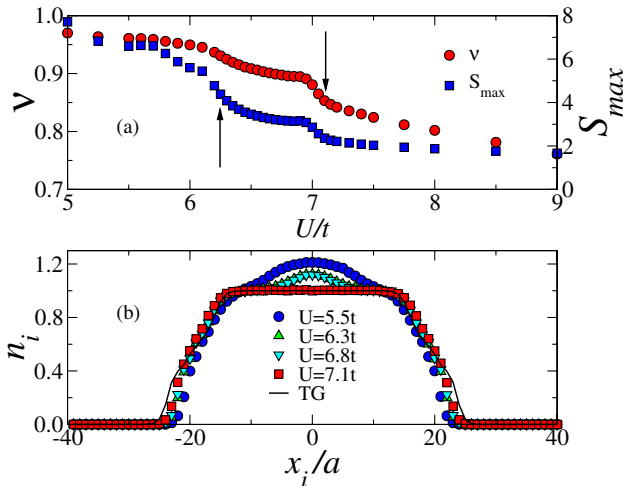 1.0
0.9
0.8
0.7
ν
8
6
4
2
0
S_max
ν
S_max
(a)
5 6 7 8 9
U/t
1.2
0.8
0.4
0.0
n_i
(b)
U=5.5t
U=6.3t
U=6.8t
U=7.1t
TG
-40 -20 0 20 40
x_i/a